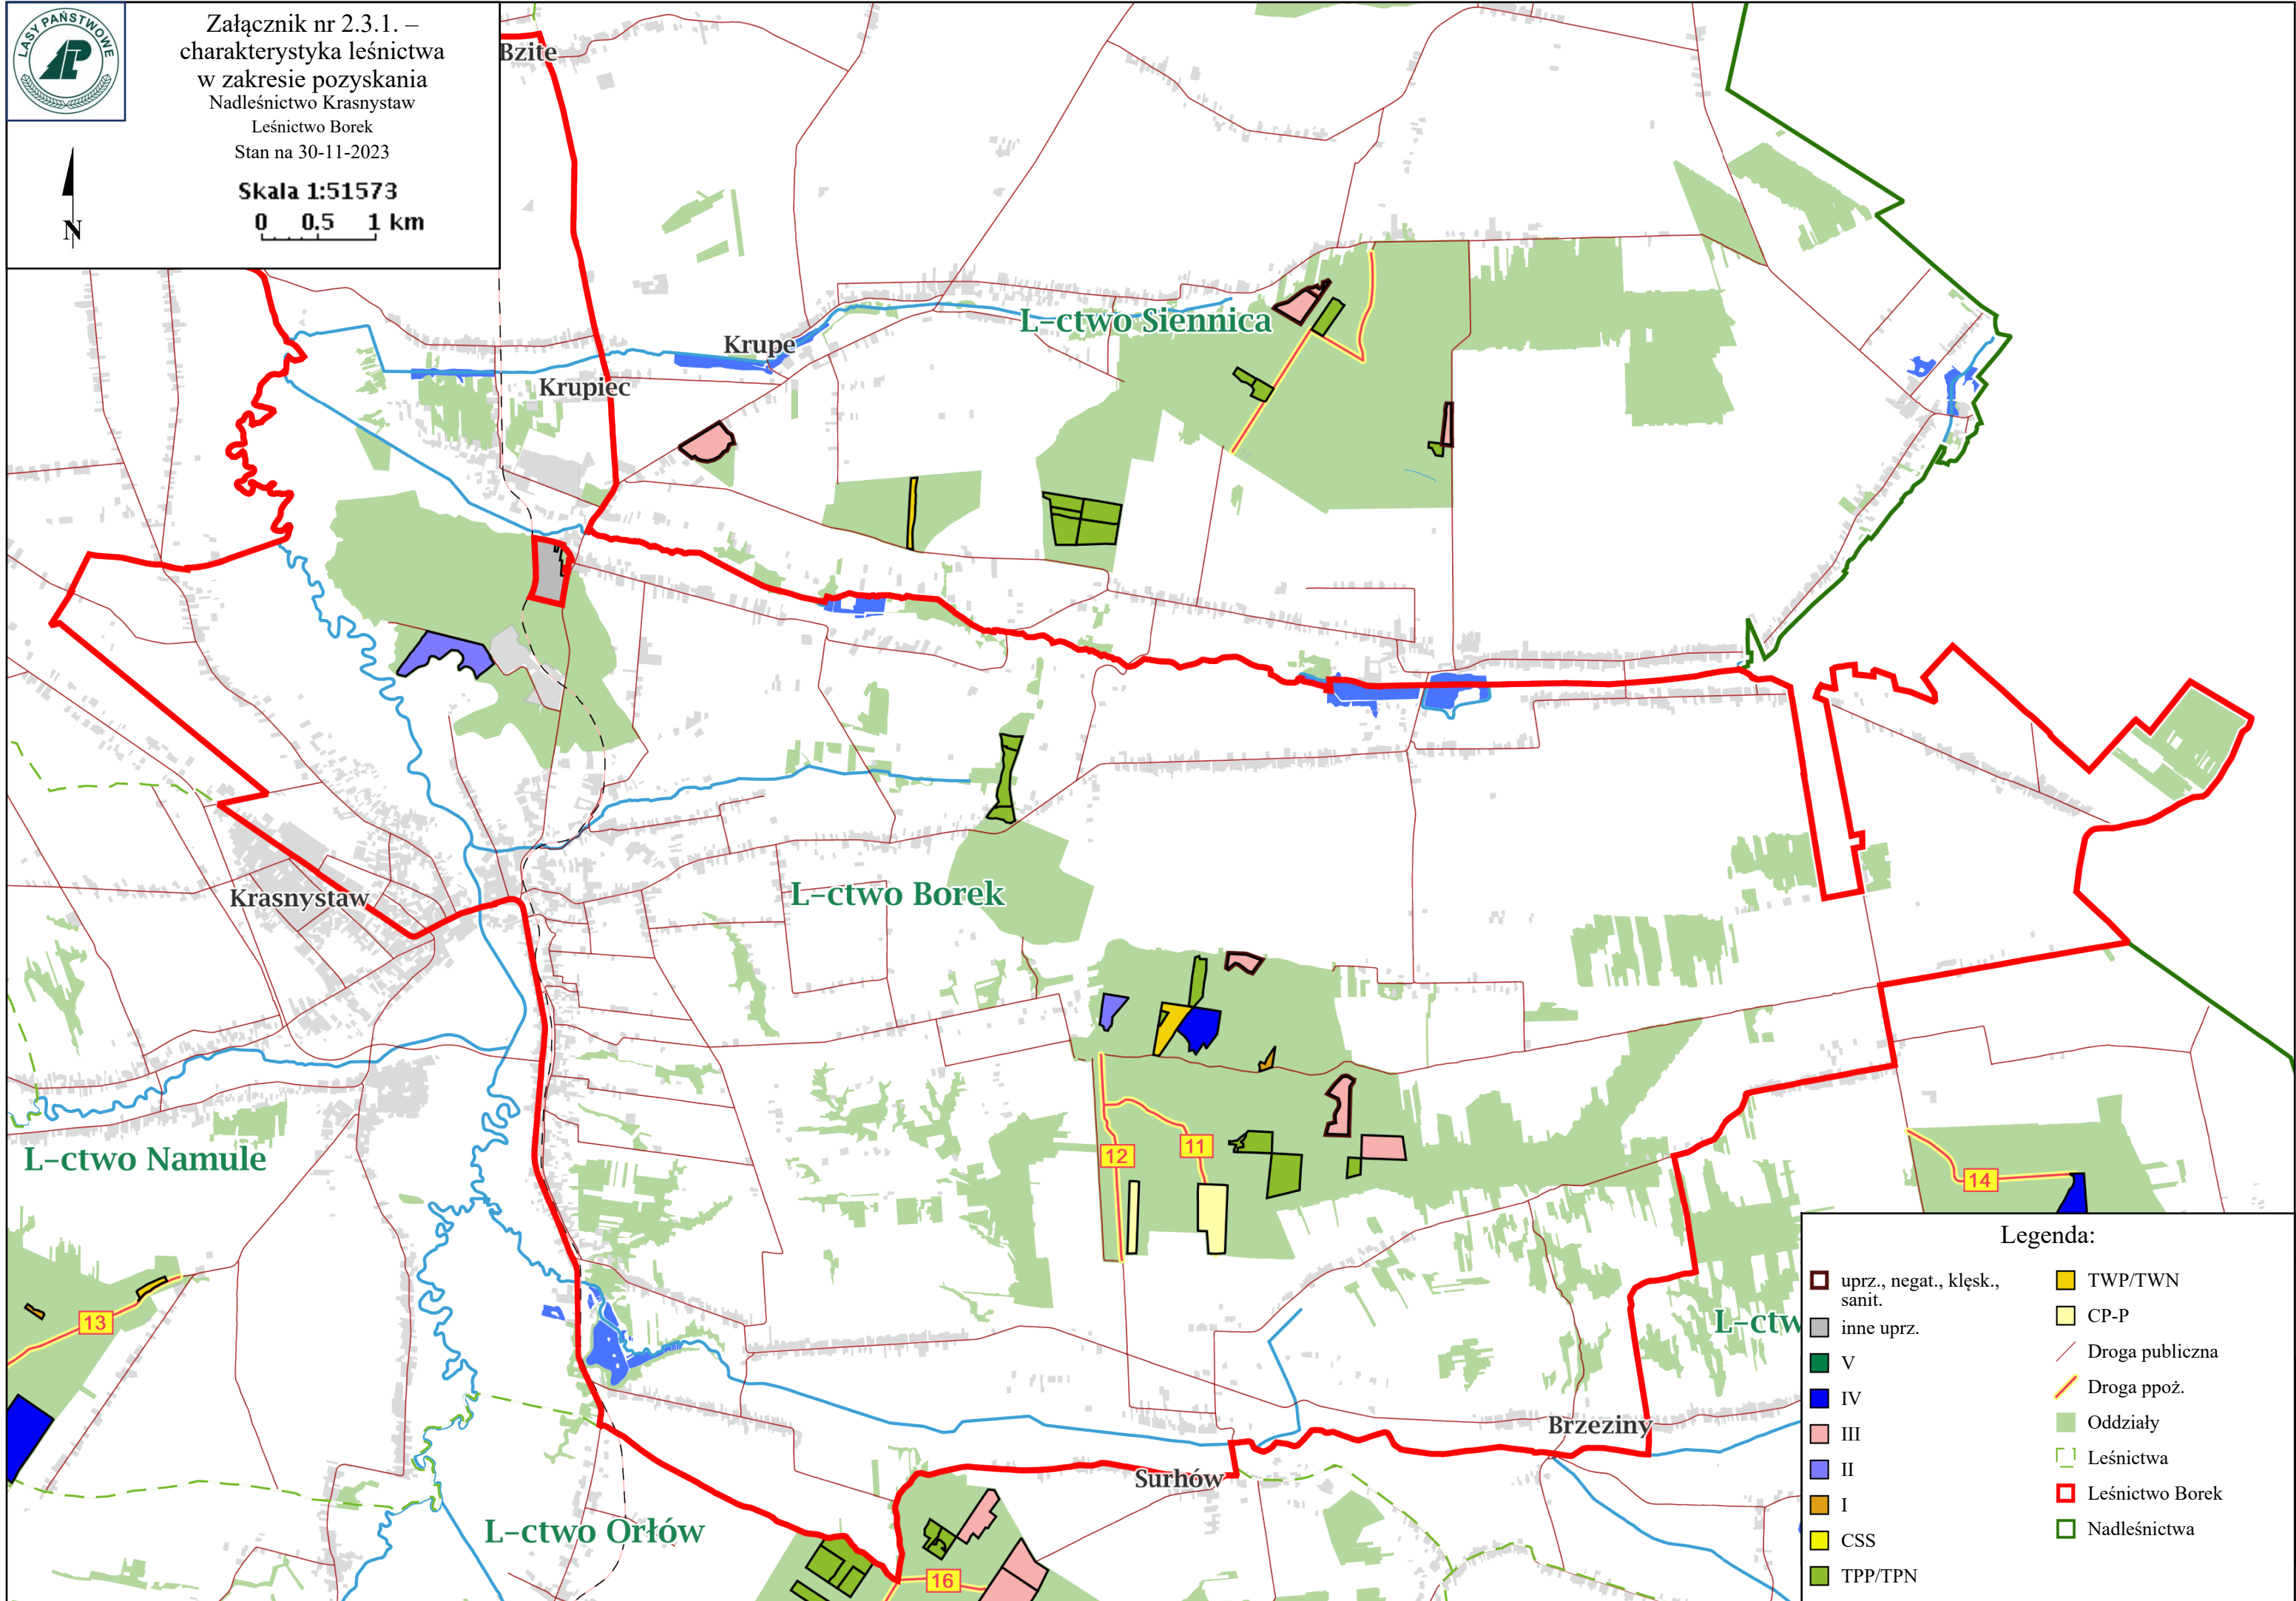 LASY PAŃSTWOWE
Załącznik nr 2.3.1. –
charakterystyka leśnictwa
w zakresie pozyskania
Nadleśnictwo Krasnystaw
Leśnictwo Borek
Stan na 30-11-2023
Skala 1:51573
0 0.5 1 km
N
Bzite
L-ctwo Siennica
Krupe
Krupiec
L-ctwo Borek
Krasnystaw
L-ctwo Namule
12
11
14
13
L-ctw
Brzeziny
Surhów
L-ctwo Orłów
16
Legenda:
uprz., negat., klęsk.,
sanit.
inne uprz.
V
IV
III
II
I
CSS
TPP/TPN
TWP/TWN
CP-P
Droga publiczna
Droga ppoż.
Oddziały
Leśnictwa
Leśnictwo Borek
Nadleśnictwa